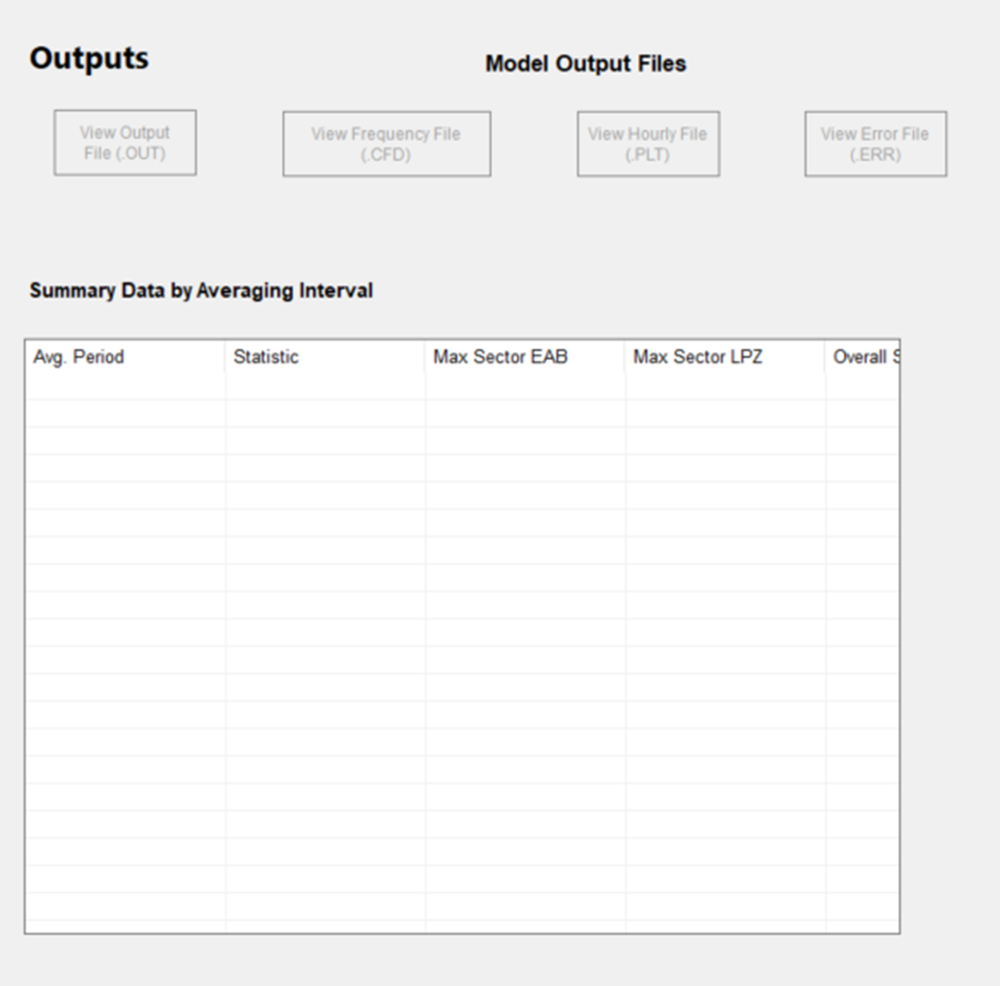 Outputs
Model Output Files
View Output
File (.OUT)
View Frequency File
(.CFD)
View Hourly File
(.PLT)
View Error File
(.ERR)
Summary Data by Averaging Interval
Avg. Period
Statistic
Max Sector EAB
Max Sector LPZ
Overall